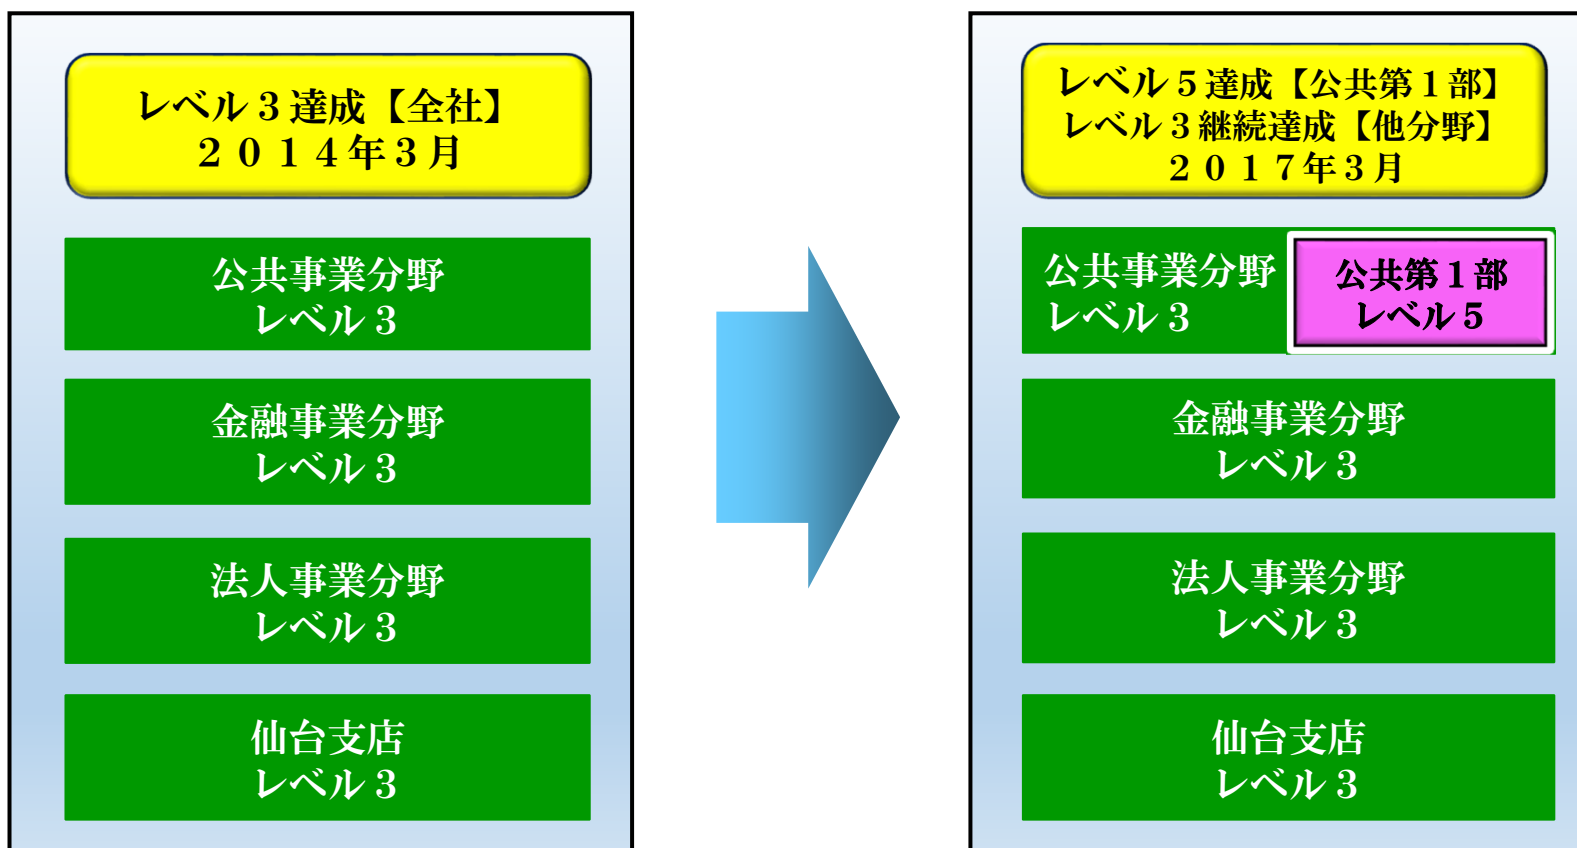 レベル３達成【全社】
２０１４年３月
公共事業分野
レベル３
金融事業分野
レベル３
法人事業分野
レベル３
仙台支店
レベル３
レベル５達成【公共第１部】
レベル３継続達成【他分野】
２０１７年３月
公共事業分野
レベル３
公共第１部
レベル５
金融事業分野
レベル３
法人事業分野
レベル３
仙台支店
レベル３